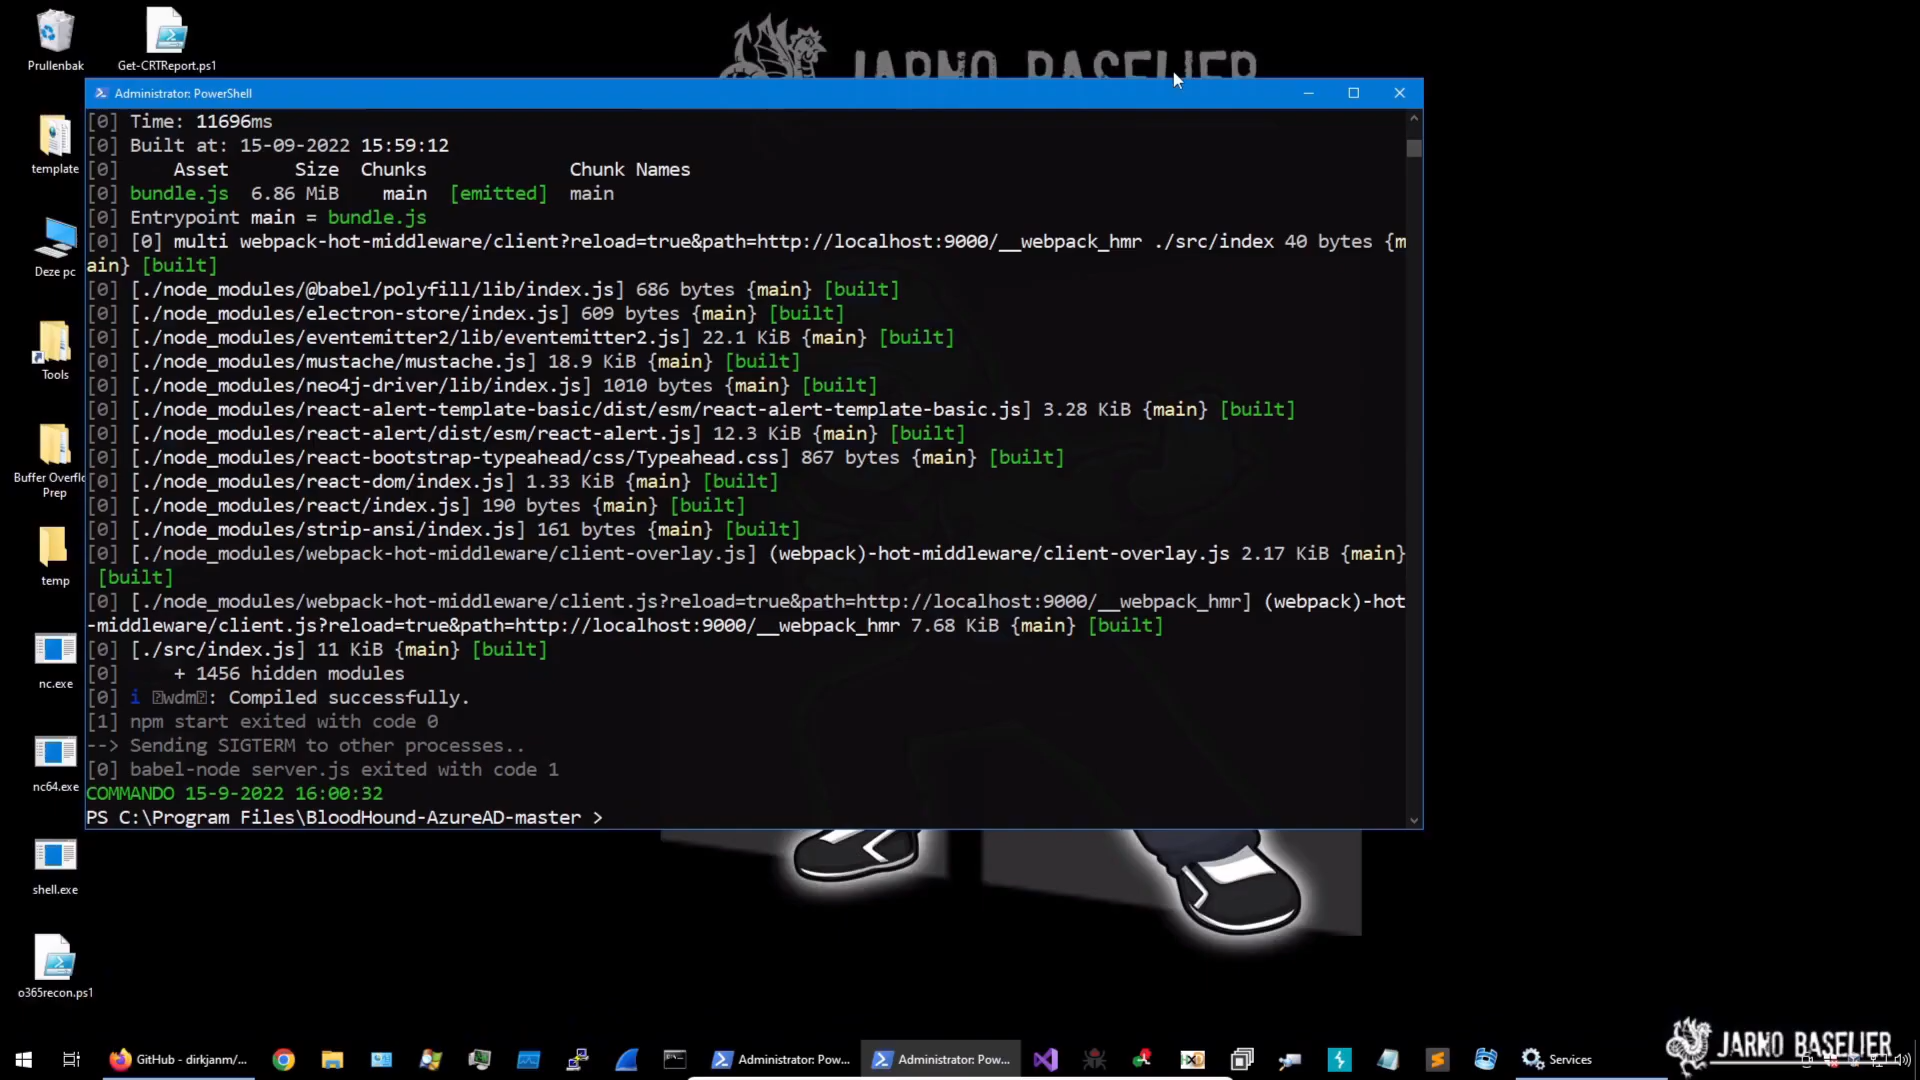 Prullenbak
Get-CRTReport.ps1
template
Deze pc
Tools
Buffer Overflo
Prep
temp
nc.exe
nc64.exe
shell.exe
o365recon.ps1
JARNO BASELIER
Administrator: PowerShell
[0] Time: 11696ms
[0] Built at: 15-09-2022 15:59:12
[0]     Asset      Size  Chunks             Chunk Names
[0] bundle.js  6.86 MiB    main  [emitted]  main
[0] Entrypoint main = bundle.js
[0] [0] multi webpack-hot-middleware/client?reload=true&path=http://localhost:9000/__webpack_hmr ./src/index 40 bytes {m
ain} [built]
[0] [./node_modules/@babel/polyfill/lib/index.js] 686 bytes {main} [built]
[0] [./node_modules/electron-store/index.js] 609 bytes {main} [built]
[0] [./node_modules/eventemitter2/lib/eventemitter2.js] 22.1 KiB {main} [built]
[0] [./node_modules/mustache/mustache.js] 18.9 KiB {main} [built]
[0] [./node_modules/neo4j-driver/lib/index.js] 1010 bytes {main} [built]
[0] [./node_modules/react-alert-template-basic/dist/esm/react-alert-template-basic.js] 3.28 KiB {main} [built]
[0] [./node_modules/react-alert/dist/esm/react-alert.js] 12.3 KiB {main} [built]
[0] [./node_modules/react-bootstrap-typeahead/css/Typeahead.css] 867 bytes {main} [built]
[0] [./node_modules/react-dom/index.js] 1.33 KiB {main} [built]
[0] [./node_modules/react/index.js] 190 bytes {main} [built]
[0] [./node_modules/strip-ansi/index.js] 161 bytes {main} [built]
[0] [./node_modules/webpack-hot-middleware/client-overlay.js] (webpack)-hot-middleware/client-overlay.js 2.17 KiB {main}
 [built]
[0] [./node_modules/webpack-hot-middleware/client.js?reload=true&path=http://localhost:9000/__webpack_hmr] (webpack)-hot
-middleware/client.js?reload=true&path=http://localhost:9000/__webpack_hmr 7.68 KiB {main} [built]
[0] [./src/index.js] 11 KiB {main} [built]
[0]     + 1456 hidden modules
[0] i ⍰wdm⍰: Compiled successfully.
[1] npm start exited with code 0
--> Sending SIGTERM to other processes..
[0] babel-node server.js exited with code 1
COMMANDO 15-9-2022 16:00:32
PS C:\Program Files\BloodHound-AzureAD-master >
GitHub - dirkjanm/...
Administrator: Pow...
Administrator: Pow...
Services
JARNO BASELIER